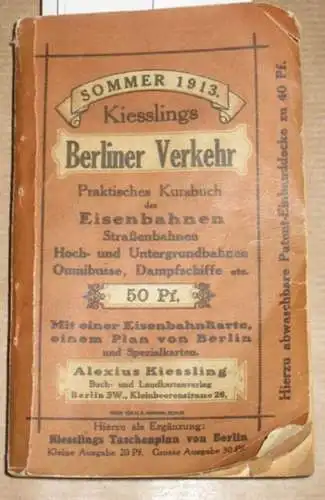 SOMMER 1913.
Kiesslings
Berliner Verkehr
Praktisches Kursbuch
der
Eisenbahnen
Straßenbahnen
Hoch- und Untergrundbahnen
Omnibusse, Dampfschiffe etc.
50 Pf.
Mit einer Eisenbahnkarte,
einem Plan von Berlin
und Spezialkarten.
Alexius Kiessling
Buch- und Landkartenverlag
Berlin SW., Kleinbeerenstrasse 26.
Hierzu als Ergänzung:
Kiesslings Taschenplan von Berlin
Kleine Ausgabe 20 Pf. Grosse Ausgabe 50 Pf.
Hierzu abwaschbare Patent-Einbanddecke zu 40 Pf.